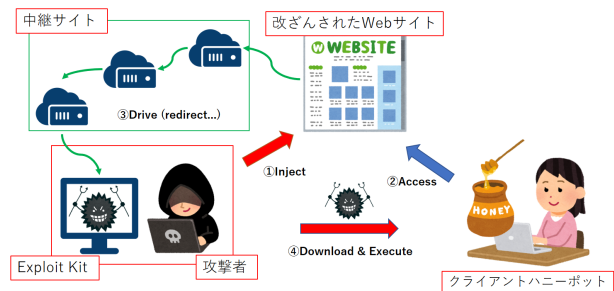 中継サイト
改ざんされたWebサイト
W WEBSITE
③Drive (redirect...)
①Inject
②Access
HONEY
④Download & Execute
Exploit Kit
攻撃者
クライアントハニーポット